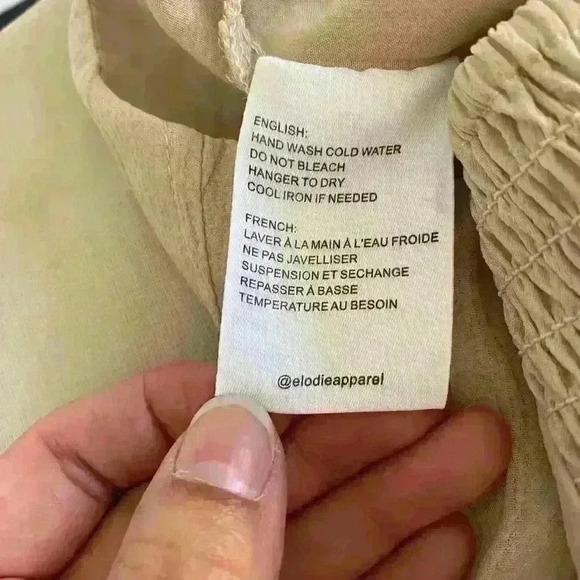 ENGLISH:
HAND WASH COLD WATER
DO NOT BLEACH
HANGER TO DRY
COOL IRON IF NEEDED
FRENCH:
LAVER À LA MAIN À L'EAU FROIDE
NE PAS JAVELLISER
SUSPENSION ET SECHANGE
REPASSER À BASSE
TEMPERATURE AU BESOIN
@elodieapparel